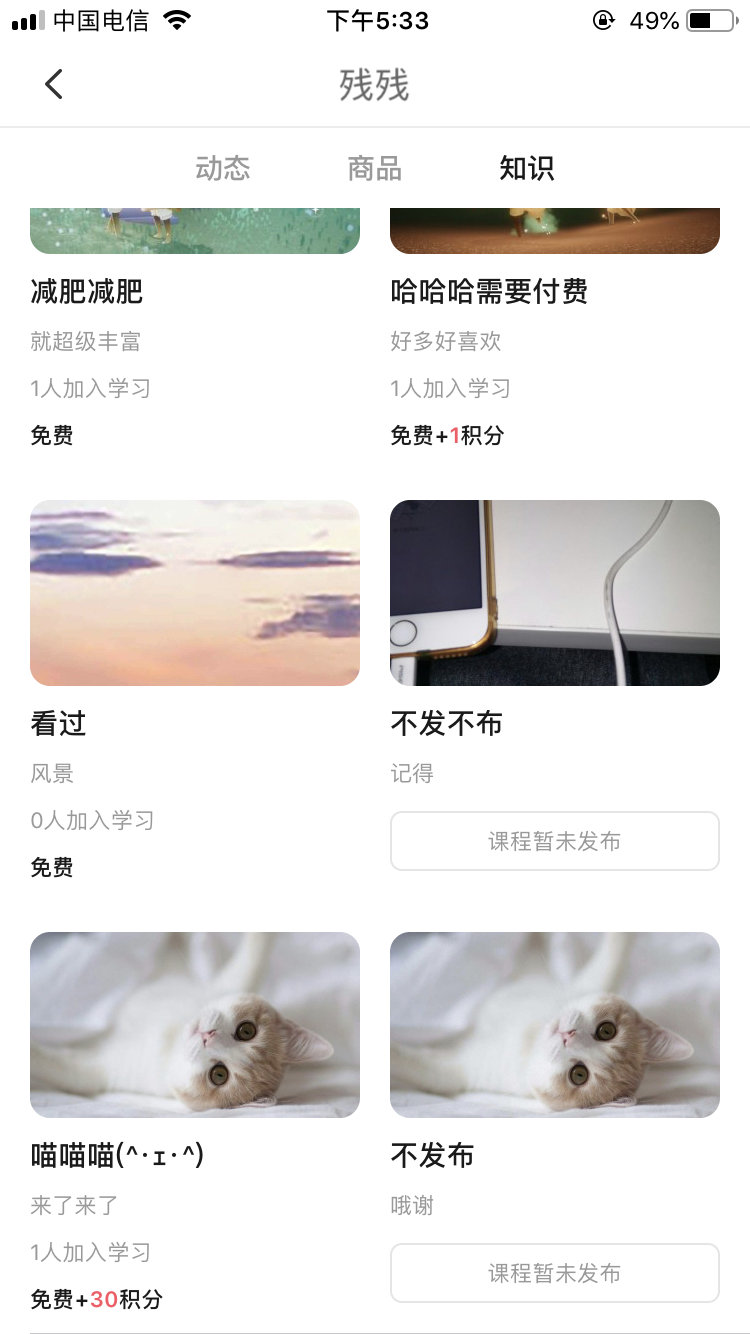 中国电信 下午5:33 49%
残残
动态 商品 知识
减肥减肥
就超级丰富
1人加入学习
免费
哈哈哈需要付费
好多好喜欢
1人加入学习
免费+1积分
看过
风景
0人加入学习
免费
不发不布
记得
课程暂未发布
喵喵喵(^·ɪ·^)
来了来了
1人加入学习
免费+30积分
不发布
哦谢
课程暂未发布